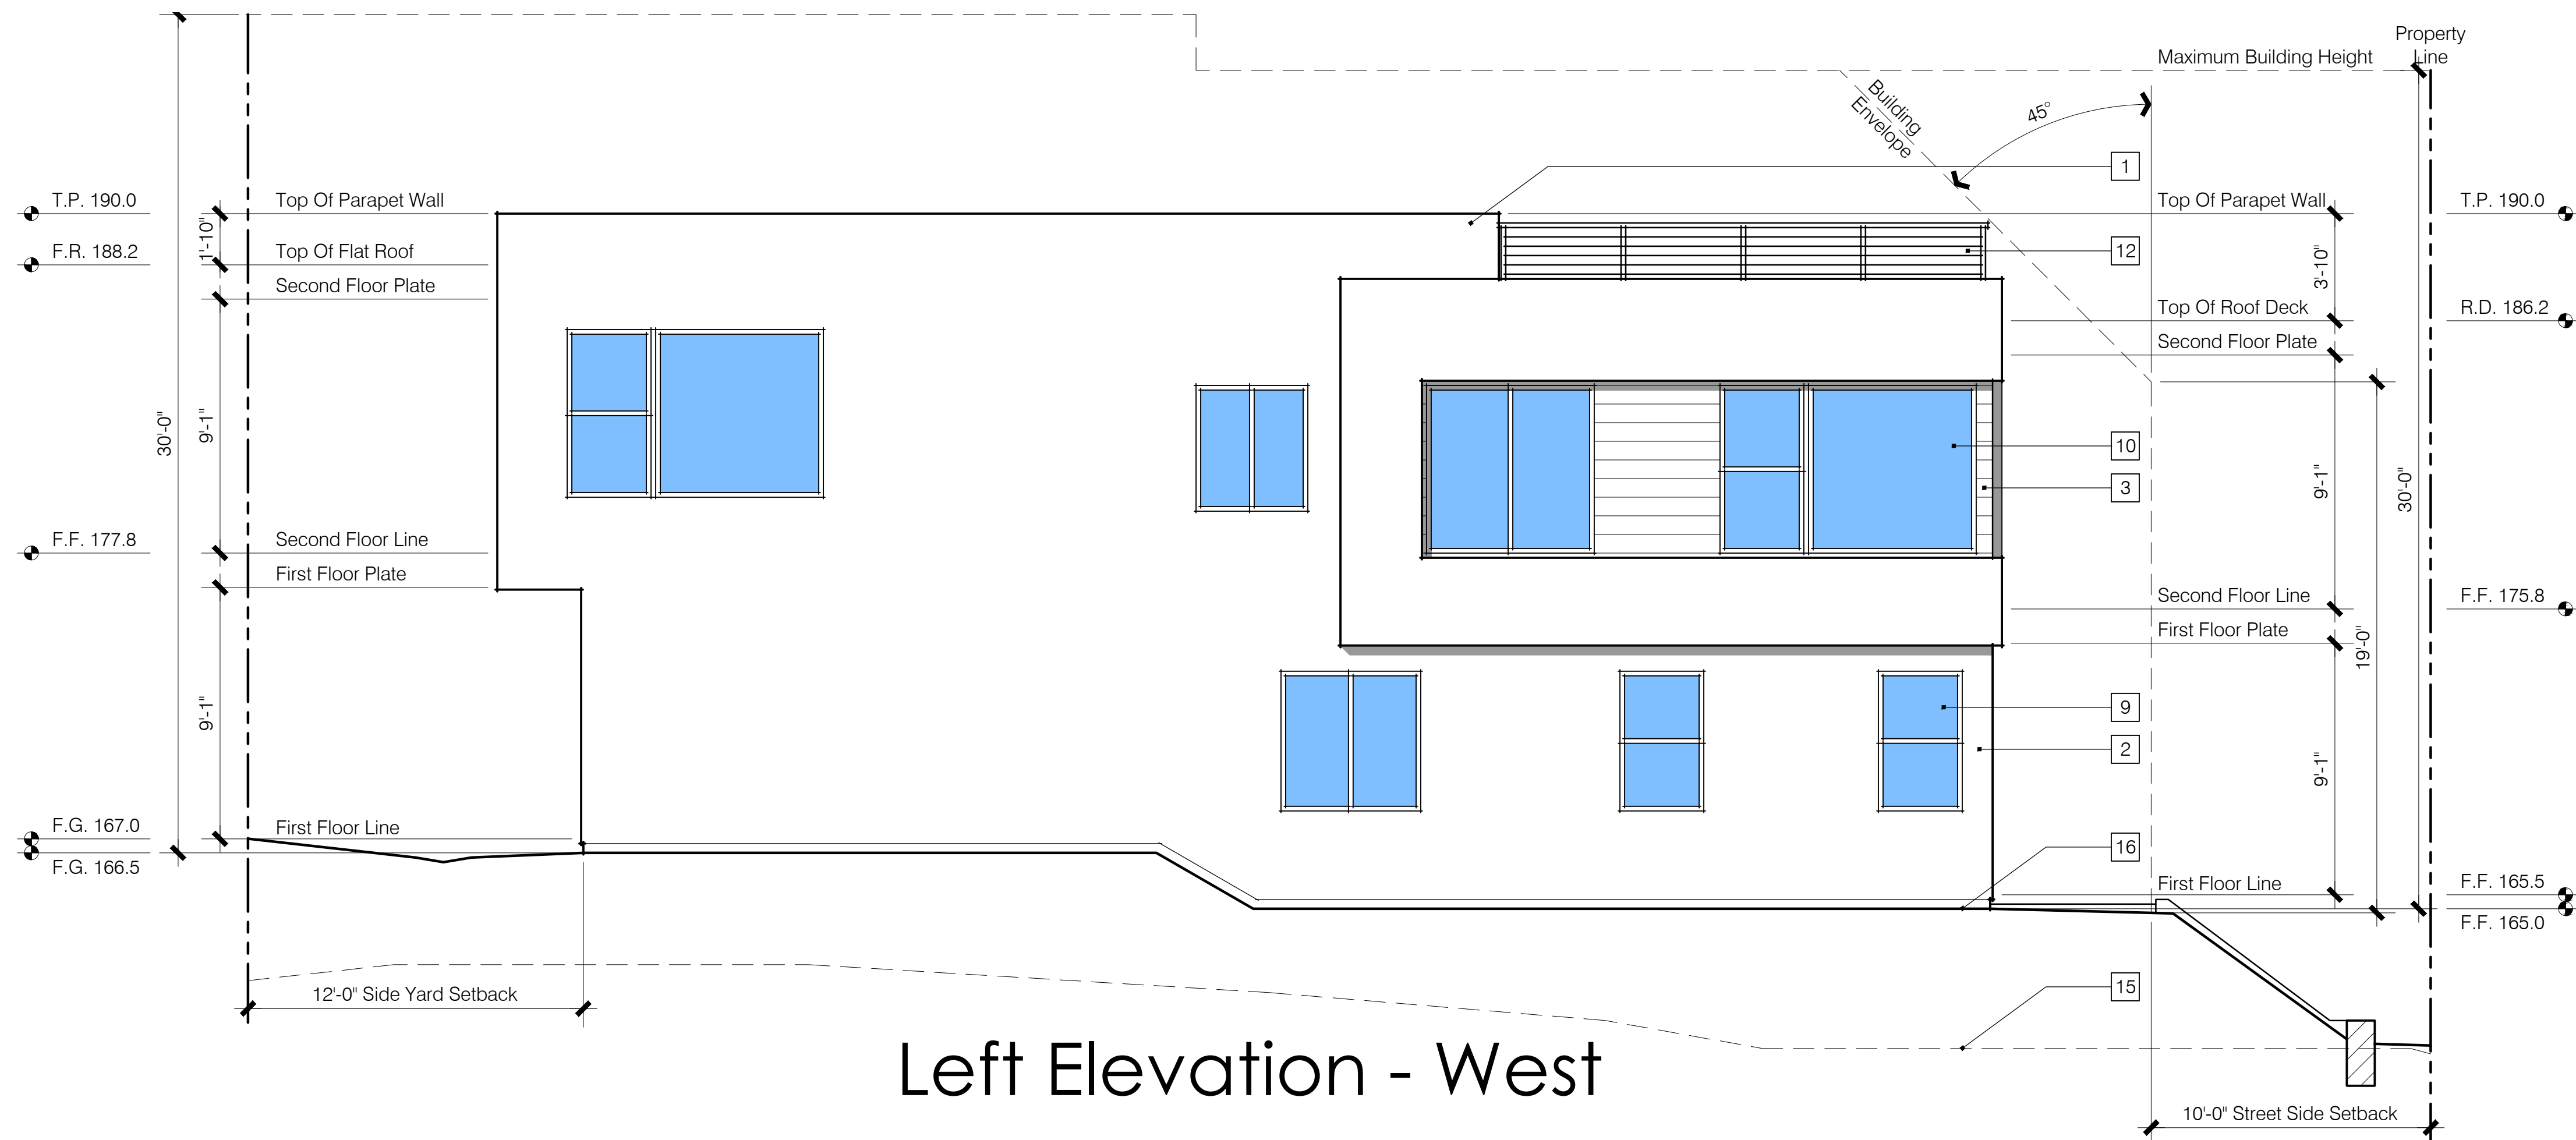 Property
Line
Maximum Building Height
Building
Envelope
45°
1
T.P. 190.0
Top Of Parapet Wall
Top Of Parapet Wall
T.P. 190.0
1'-10"
F.R. 188.2
Top Of Flat Roof
12
3'-10"
Second Floor Plate
Top Of Roof Deck
R.D. 186.2
Second Floor Plate
30'-0"
9'-1"
10
3
9'-1"
30'-0"
F.F. 177.8
Second Floor Line
First Floor Plate
Second Floor Line
F.F. 175.8
First Floor Plate
19'-0"
9'-1"
9
2
9'-1"
F.G. 167.0
First Floor Line
F.G. 166.5
16
First Floor Line
F.F. 165.5
F.F. 165.0
12'-0" Side Yard Setback
15
Left Elevation - West
10'-0" Street Side Setback